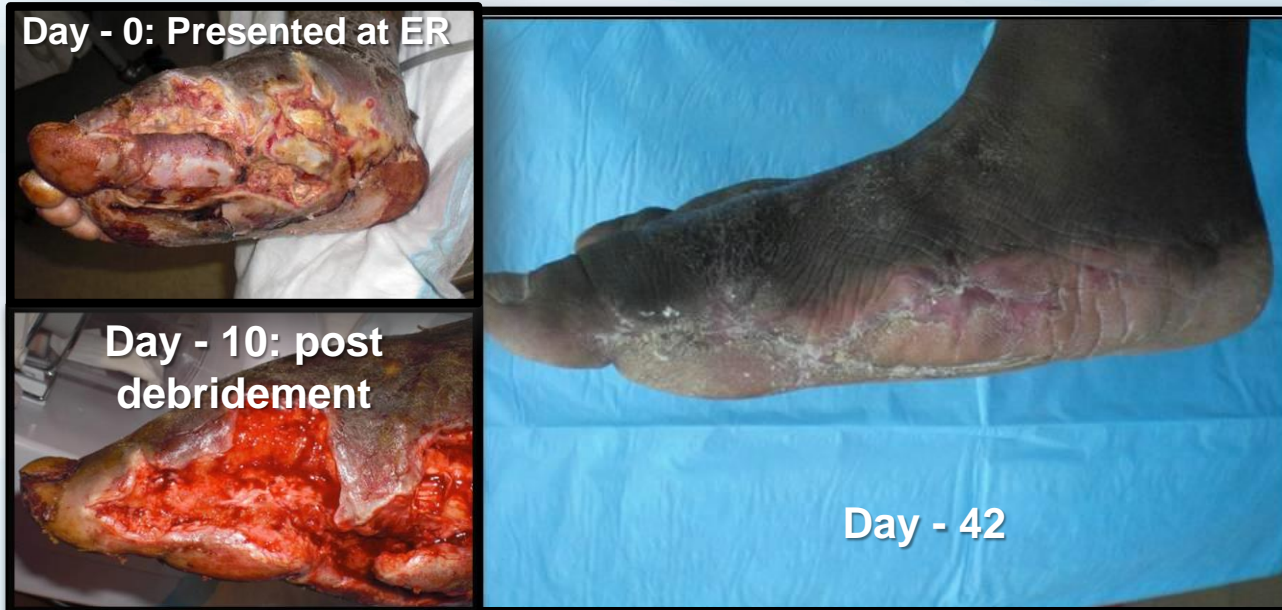 Day - 0: Presented at ER
Day - 10: post
debridement
Day - 42